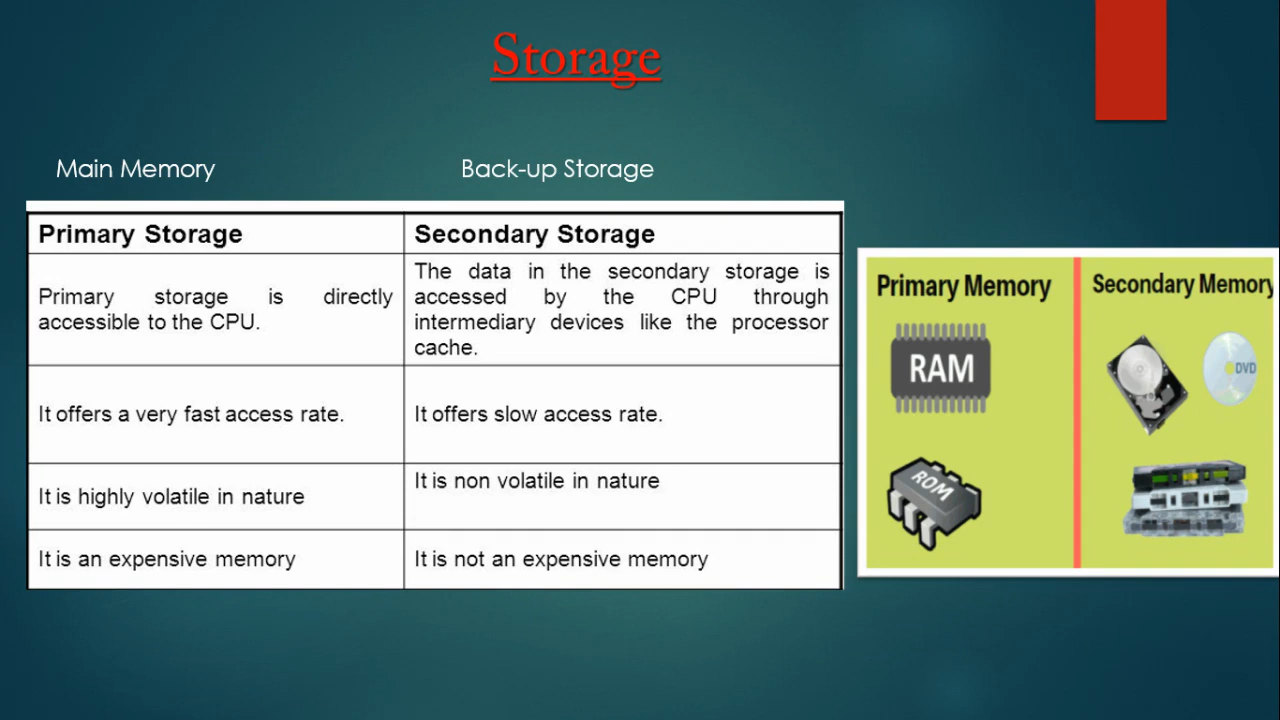 Storage
Main Memory
Back-up Storage
Primary Storage
Secondary Storage
Primary storage is directly
accessible to the CPU.
The data in the secondary storage is
accessed by the CPU through
intermediary devices like the processor
cache.
It offers a very fast access rate.
It offers slow access rate.
It is highly volatile in nature
It is non volatile in nature
It is an expensive memory
It is not an expensive memory
Primary Memory
Secondary Memory
RAM
DVD
ROM